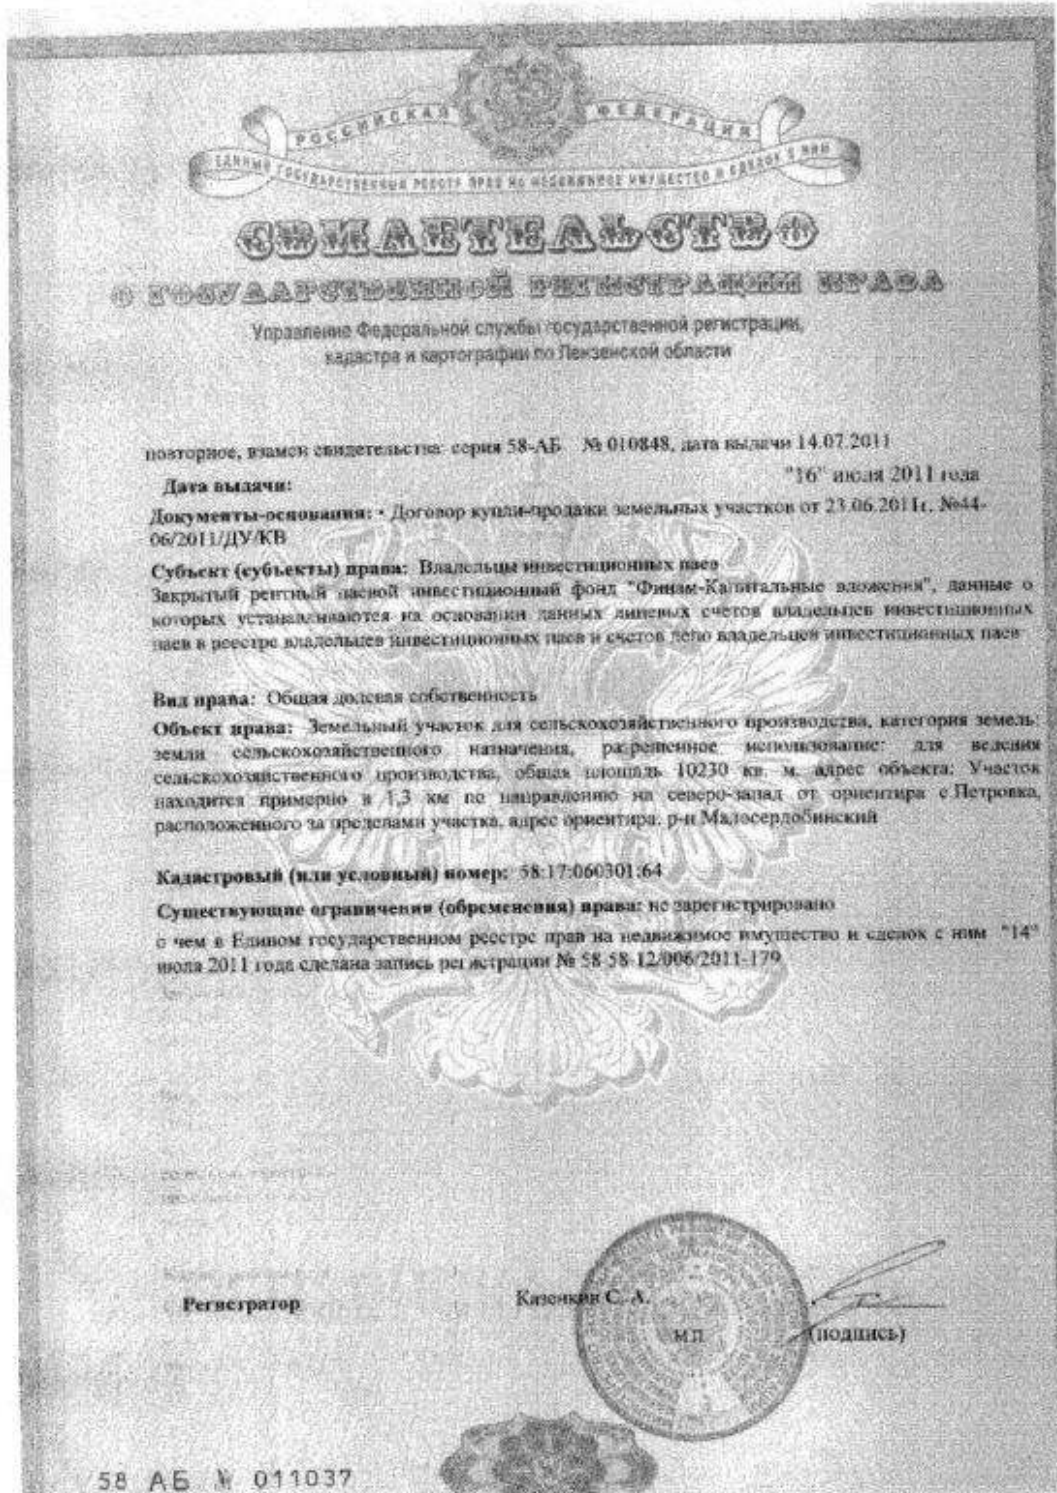 РОССИЙСКАЯ ФЕДЕРАЦИЯ
ЕДИНЫЙ ГОСУДАРСТВЕННЫЙ РЕЕСТР ПРАВ НА НЕДВИЖИМОЕ ИМУЩЕСТВО И СДЕЛОК С НИМ
СВИДЕТЕЛЬСТВО
О ГОСУДАРСТВЕННОЙ РЕГИСТРАЦИИ ПРАВА
Управление Федеральной службы государственной регистрации,
кадастра и картографии по Пензенской области
повторное, взамен свидетельства: серия 58-АБ № 010848, дата выдачи 14.07.2011
Дата выдачи: "16" июля 2011 года
Документы-основания: • Договор купли-продажи земельных участков от 23.06.2011г. №44-
06/2011/ДУ/КВ
Субъект (субъекты) права: Владельцы инвестиционных паев
Закрытый рентный паевой инвестиционный фонд "Финам-Капитальные вложения", данные о
которых устанавливаются на основании данных лицевых счетов владельцев инвестиционных
паев в реестре владельцев инвестиционных паев и счетов депо владельцев инвестиционных паев
Вид права: Общая долевая собственность
Объект права: Земельный участок для сельскохозяйственного производства, категория земель:
земли сельскохозяйственного назначения, разрешенное использование: для ведения
сельскохозяйственного производства, общая площадь 10230 кв. м, адрес объекта: Участок
находится примерно в 1,3 км по направлению на северо-запад от ориентира с.Петровка,
расположенного за пределами участка, адрес ориентира: р-н Малосердобинский
Кадастровый (или условный) номер: 58:17:060301:64
Существующие ограничения (обременения) права: не зарегистрировано
о чем в Едином государственном реестре прав на недвижимое имущество и сделок с ним "14"
июля 2011 года сделана запись регистрации № 58-58-12/006/2011-179
Регистратор Казенкин С. А.
М.П.
(подпись)
58 АБ № 011037